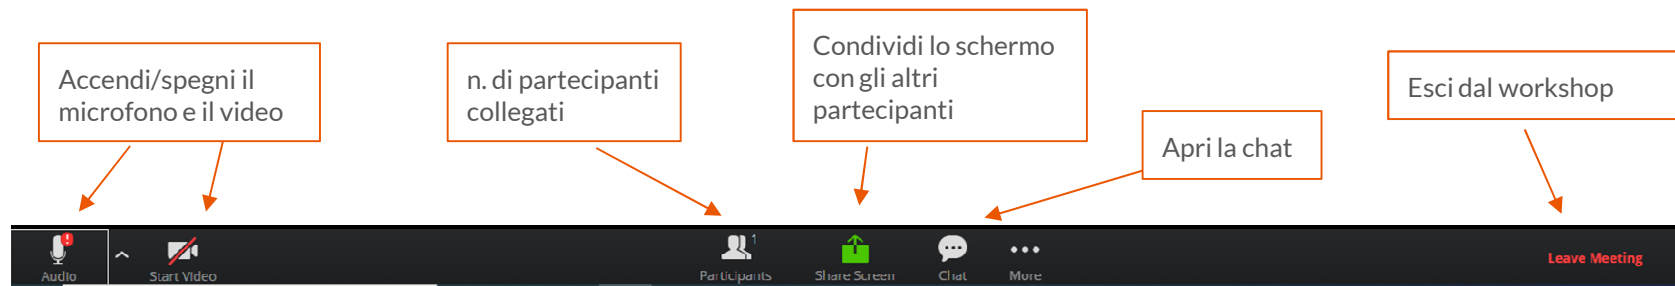 Accendi/spegni il
microfono e il video
n. di partecipanti
collegati
Condividi lo schermo
con gli altri
partecipanti
Apri la chat
Esci dal workshop
Audio
Start Video
Participants
1
Share Screen
Chat
More
Leave Meeting